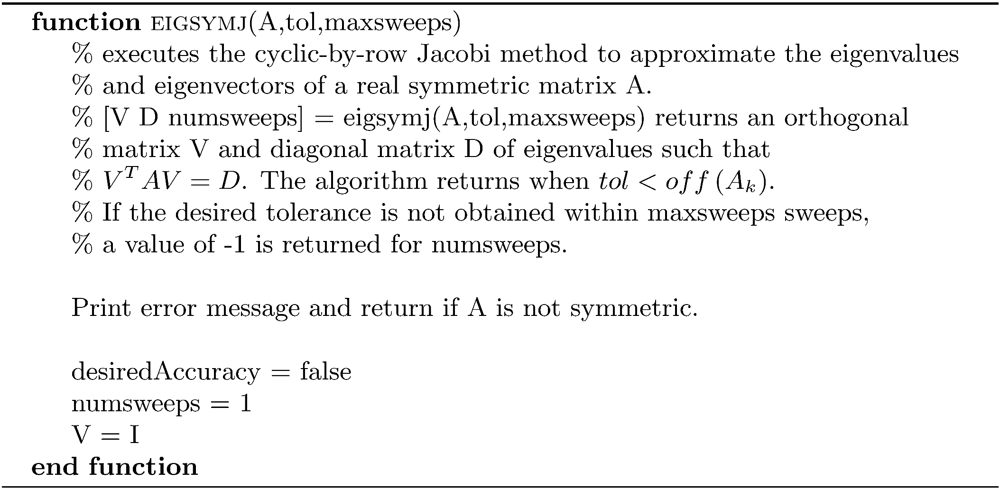 function EIGSYMJ(A,tol,maxsweeps)
% executes the cyclic-by-row Jacobi method to approximate the eigenvalues
% and eigenvectors of a real symmetric matrix A.
% [V D numsweeps] = eigsymj(A,tol,maxsweeps) returns an orthogonal
% matrix V and diagonal matrix D of eigenvalues such that
% $V^T AV = D$. The algorithm returns when $tol < off(A_k)$.
% If the desired tolerance is not obtained within maxsweeps sweeps,
% a value of -1 is returned for numsweeps.
Print error message and return if A is not symmetric.
desiredAccuracy = false
numsweeps = 1
V = I
end function